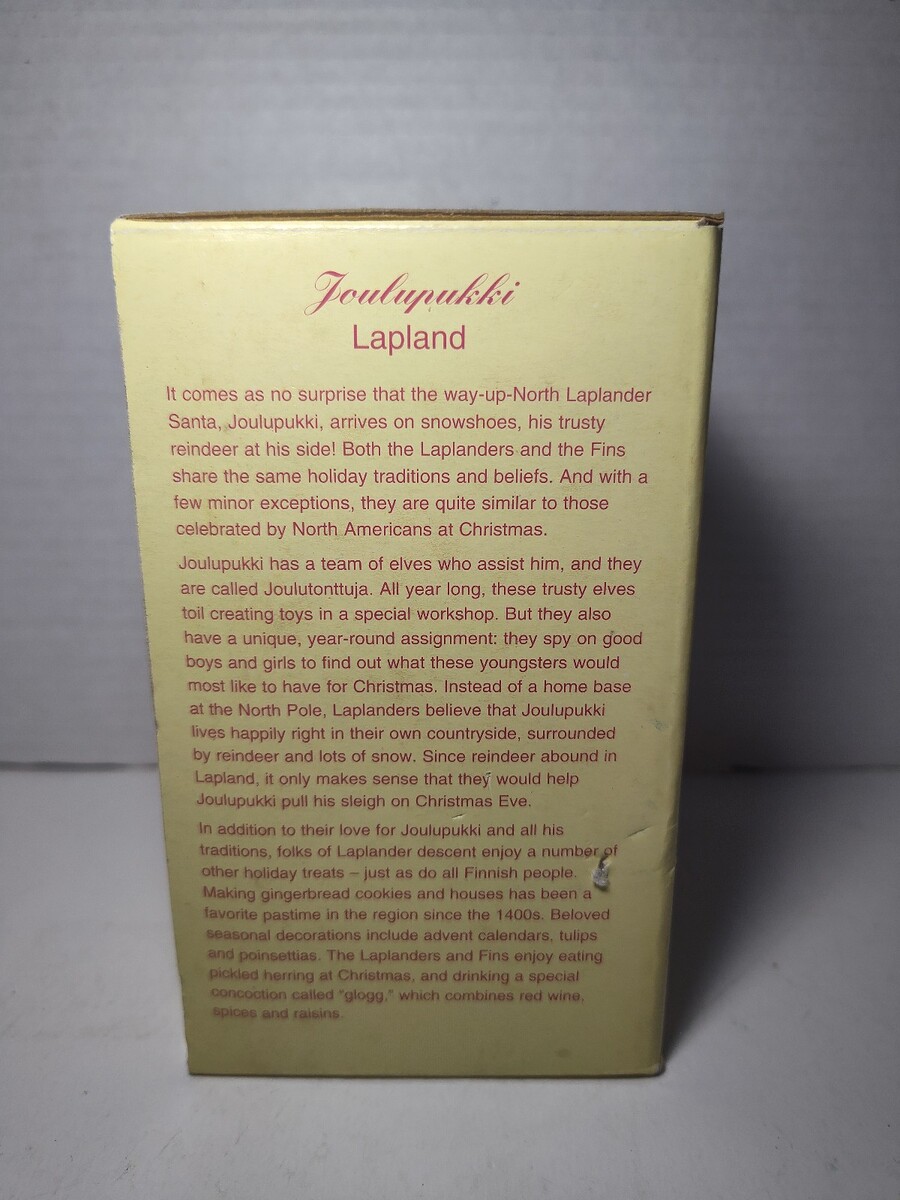 Joulupukki
Lapland
It comes as no surprise that the way-up-North Laplander
Santa, Joulupukki, arrives on snowshoes, his trusty
reindeer at his side! Both the Laplanders and the Fins
share the same holiday traditions and beliefs. And with a
few minor exceptions, they are quite similar to those
celebrated by North Americans at Christmas.
Joulupukki has a team of elves who assist him, and they
are called Joulutonttuja. All year long, these trusty elves
toil creating toys in a special workshop. But they also
have a unique, year-round assignment: they spy on good
boys and girls to find out what these youngsters would
most like to have for Christmas. Instead of a home base
at the North Pole, Laplanders believe that Joulupukki
lives happily right in their own countryside, surrounded
by reindeer and lots of snow. Since reindeer abound in
Lapland, it only makes sense that they would help
Joulupukki pull his sleigh on Christmas Eve.
In addition to their love for Joulupukki and all his
traditions, folks of Laplander descent enjoy a number of
other holiday treats – just as do all Finnish people.
Making gingerbread cookies and houses has been a
favorite pastime in the region since the 1400s. Beloved
seasonal decorations include advent calendars, tulips
and poinsettias. The Laplanders and Fins enjoy eating
pickled herring at Christmas, and drinking a special
concoction called "glogg," which combines red wine,
spices and raisins.